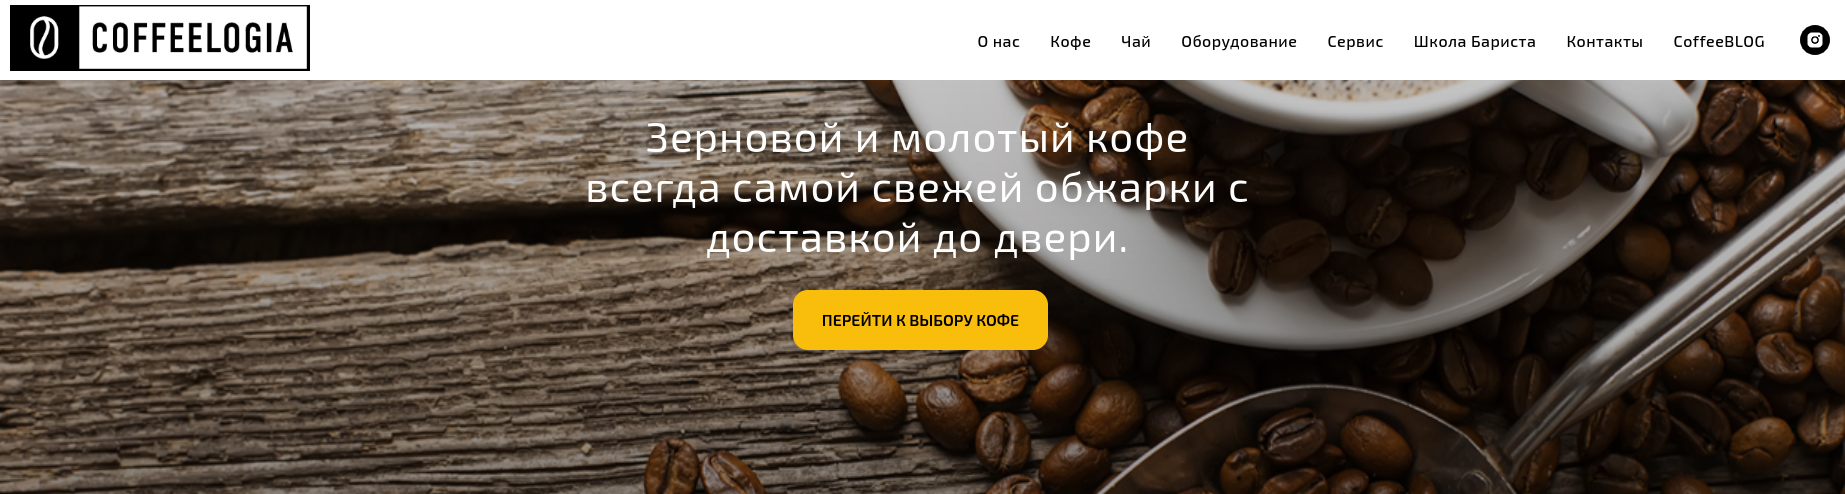 COFFEELOGIA
О нас Кофе Чай Оборудование Сервис Школа Бариста Контакты CoffeeBLOG
Зерновой и молотый кофе
всегда самой свежей обжарки с
доставкой до двери.
ПЕРЕЙТИ К ВЫБОРУ КОФЕ